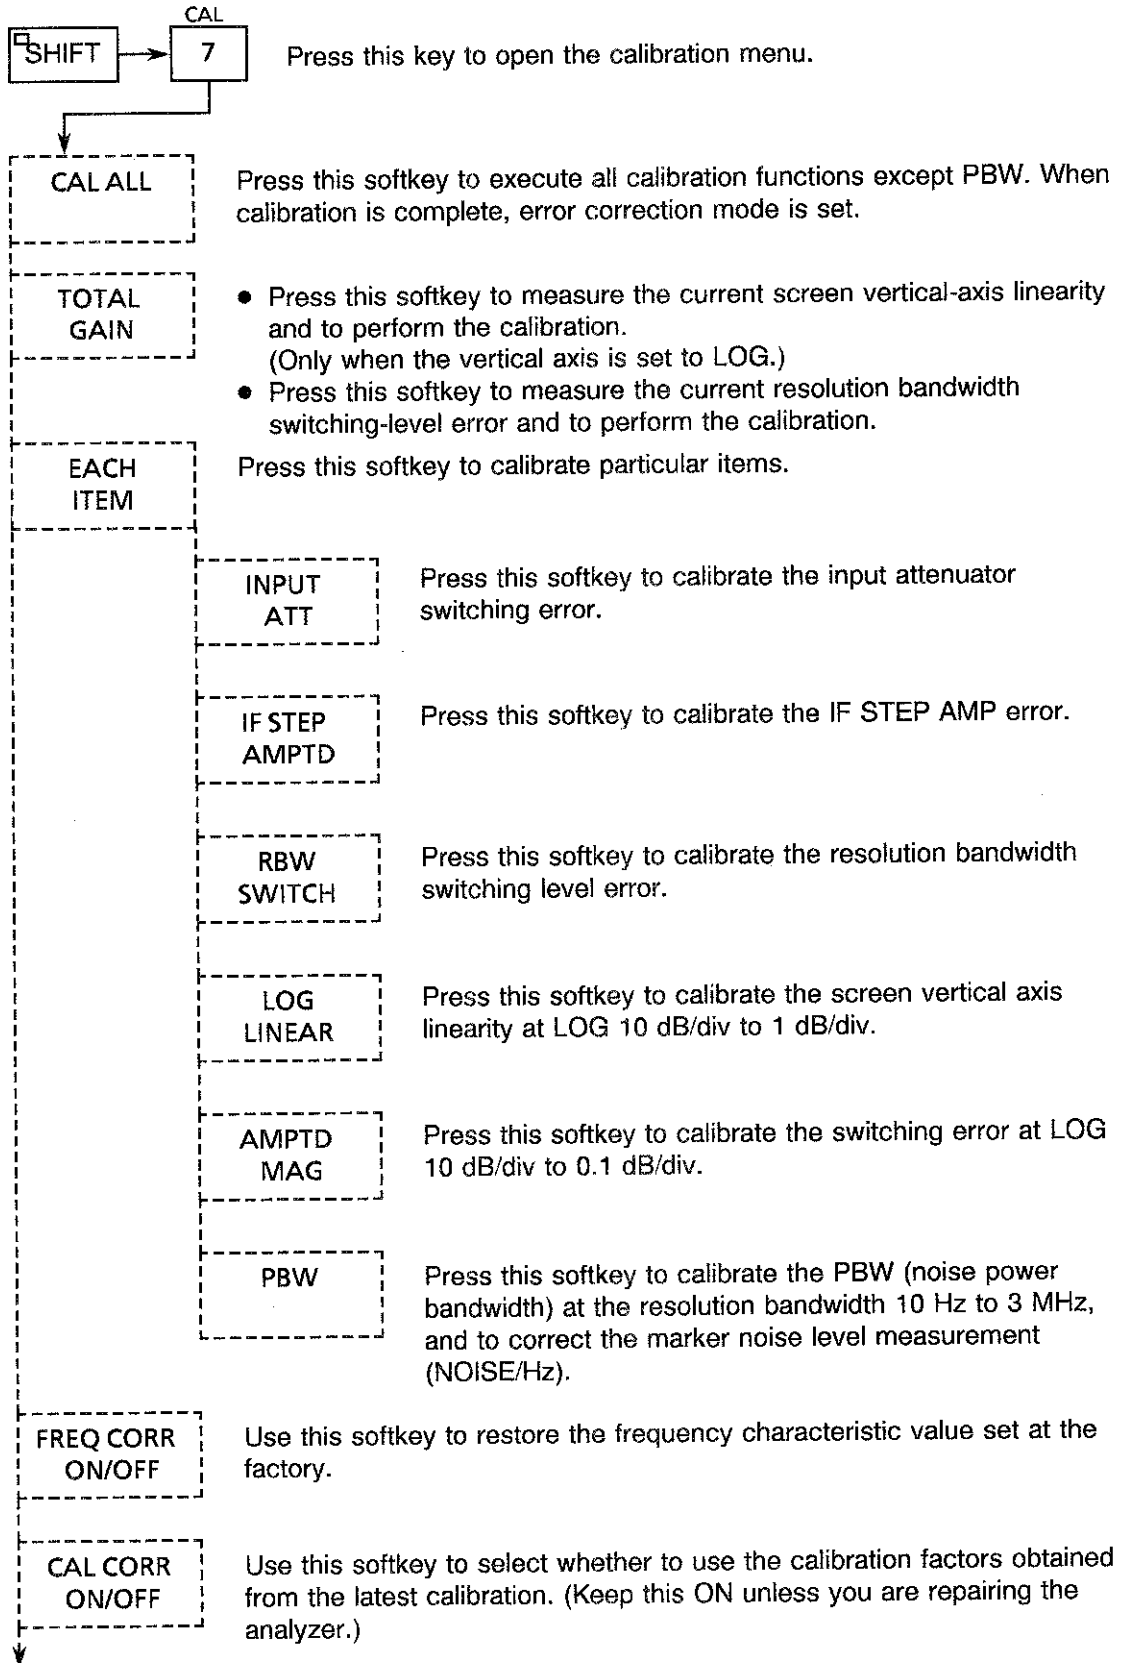 CAL
SHIFT
7
Press this key to open the calibration menu.
CAL ALL
Press this softkey to execute all calibration functions except PBW. When
calibration is complete, error correction mode is set.
TOTAL
GAIN
● Press this softkey to measure the current screen vertical-axis linearity
and to perform the calibration.
(Only when the vertical axis is set to LOG.)
● Press this softkey to measure the current resolution bandwidth
switching-level error and to perform the calibration.
EACH
ITEM
Press this softkey to calibrate particular items.
INPUT
ATT
Press this softkey to calibrate the input attenuator
switching error.
IF STEP
AMPTD
Press this softkey to calibrate the IF STEP AMP error.
RBW
SWITCH
Press this softkey to calibrate the resolution bandwidth
switching level error.
LOG
LINEAR
Press this softkey to calibrate the screen vertical axis
linearity at LOG 10 dB/div to 1 dB/div.
AMPTD
MAG
Press this softkey to calibrate the switching error at LOG
10 dB/div to 0.1 dB/div.
PBW
Press this softkey to calibrate the PBW (noise power
bandwidth) at the resolution bandwidth 10 Hz to 3 MHz,
and to correct the marker noise level measurement
(NOISE/Hz).
FREQ CORR
ON/OFF
Use this softkey to restore the frequency characteristic value set at the
factory.
CAL CORR
ON/OFF
Use this softkey to select whether to use the calibration factors obtained
from the latest calibration. (Keep this ON unless you are repairing the
analyzer.)